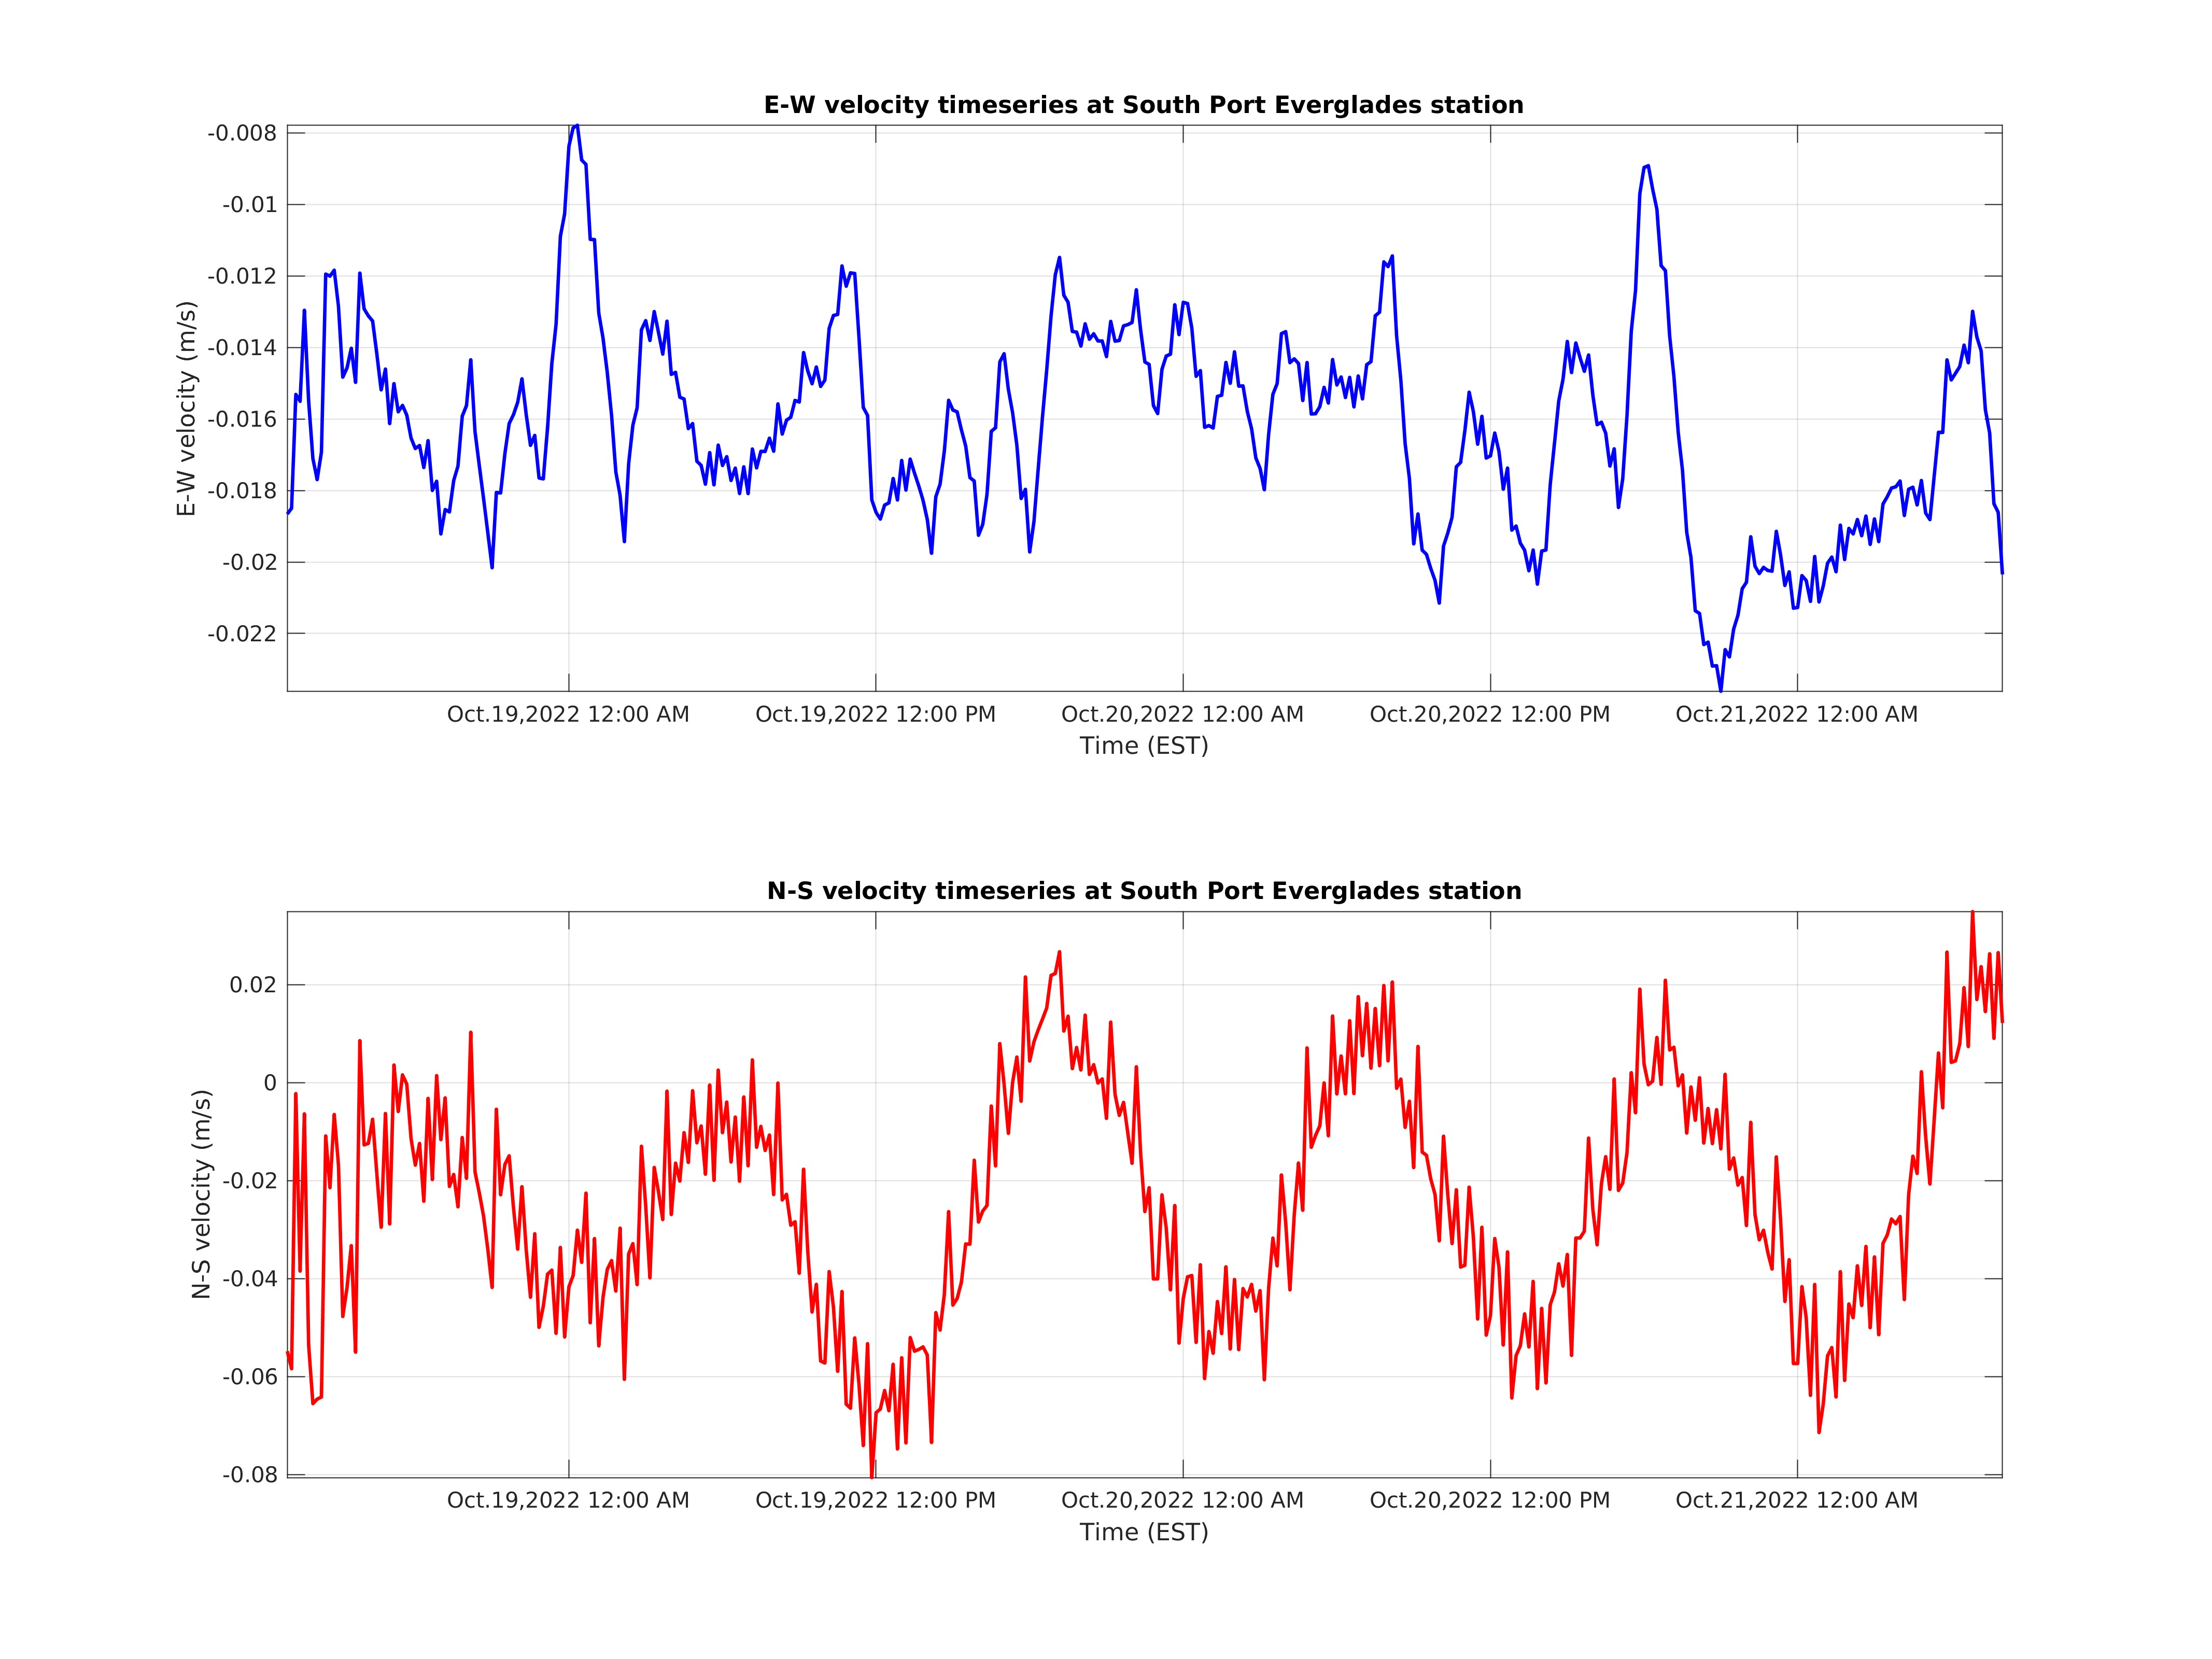 E-W velocity timeseries at South Port Everglades station
-0.008
-0.01
-0.012
-0.014
-0.016
-0.018
-0.02
-0.022
E-W velocity (m/s)
Oct.19,2022 12:00 AM
Oct.19,2022 12:00 PM
Oct.20,2022 12:00 AM
Oct.20,2022 12:00 PM
Oct.21,2022 12:00 AM
Time (EST)
N-S velocity timeseries at South Port Everglades station
0.02
0
-0.02
-0.04
-0.06
-0.08
N-S velocity (m/s)
Oct.19,2022 12:00 AM
Oct.19,2022 12:00 PM
Oct.20,2022 12:00 AM
Oct.20,2022 12:00 PM
Oct.21,2022 12:00 AM
Time (EST)